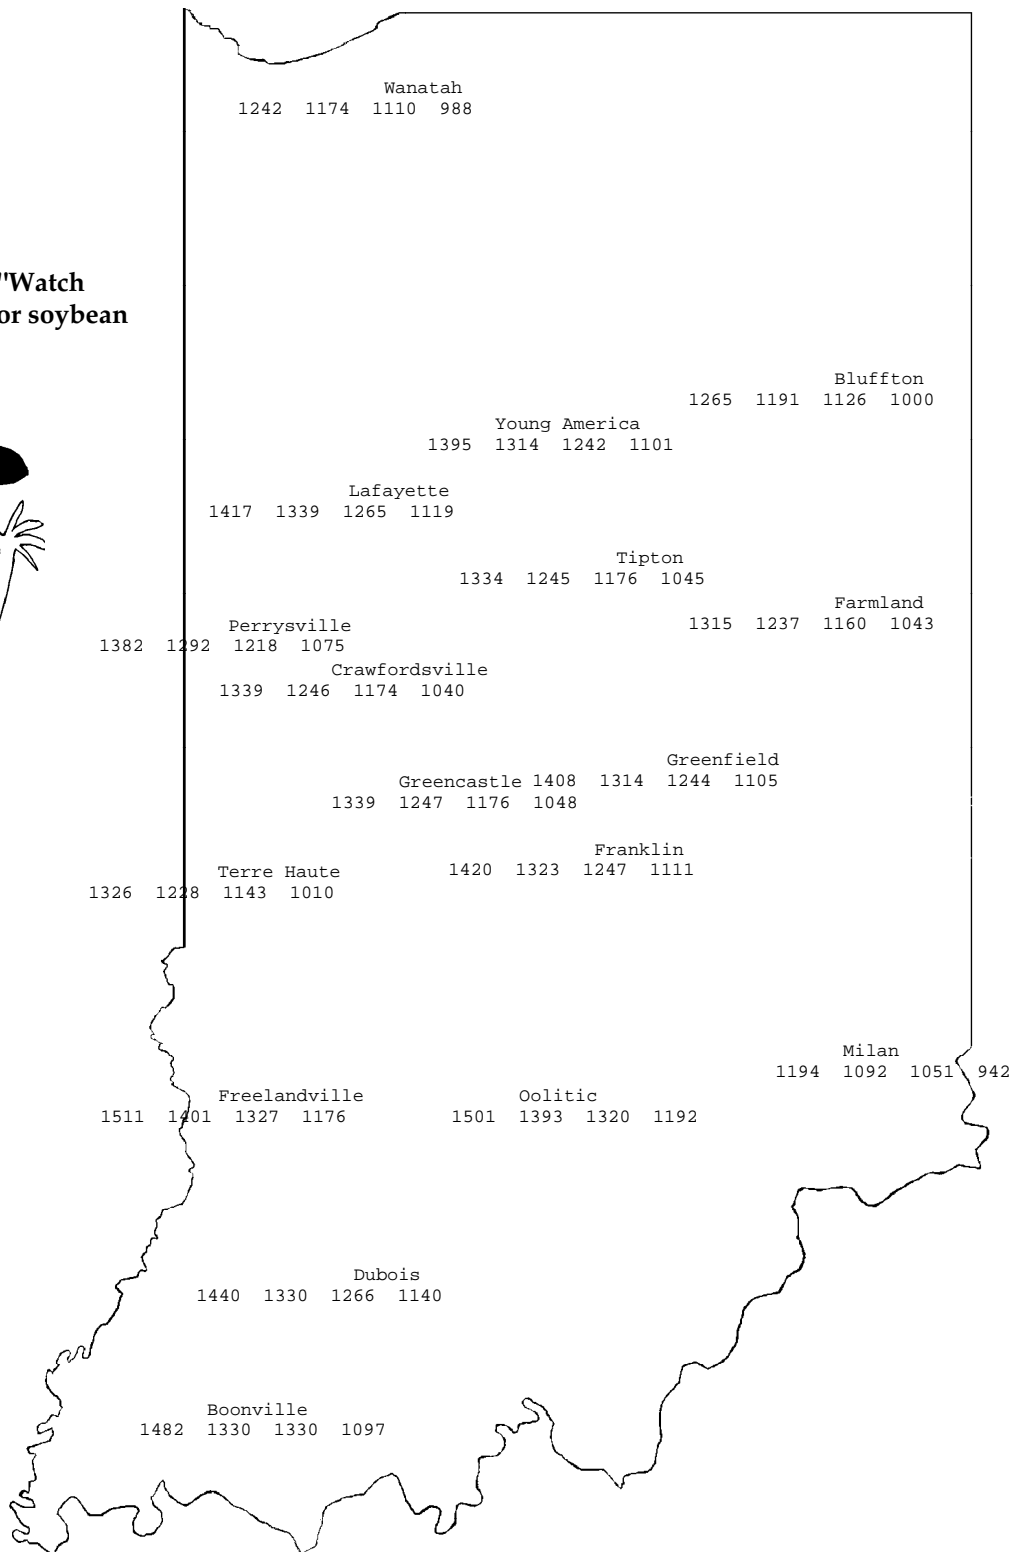 Wanatah
1242 1174 1110 988
"Watch
or soybean
Bluffton
1265 1191 1126 1000
Young America
1395 1314 1242 1101
Lafayette
1417 1339 1265 1119
Tipton
1334 1245 1176 1045
Farmland
1315 1237 1160 1043
Perrysville
1382 1292 1218 1075
Crawfordsville
1339 1246 1174 1040
Greenfield
1408 1314 1244 1105
Greencastle
1339 1247 1176 1048
Franklin
1420 1323 1247 1111
Terre Haute
1326 1228 1143 1010
Milan
1194 1092 1051 942
Freelandville
1511 1401 1327 1176
Oolitic
1501 1393 1320 1192
Dubois
1440 1330 1266 1140
Boonville
1482 1330 1330 1097